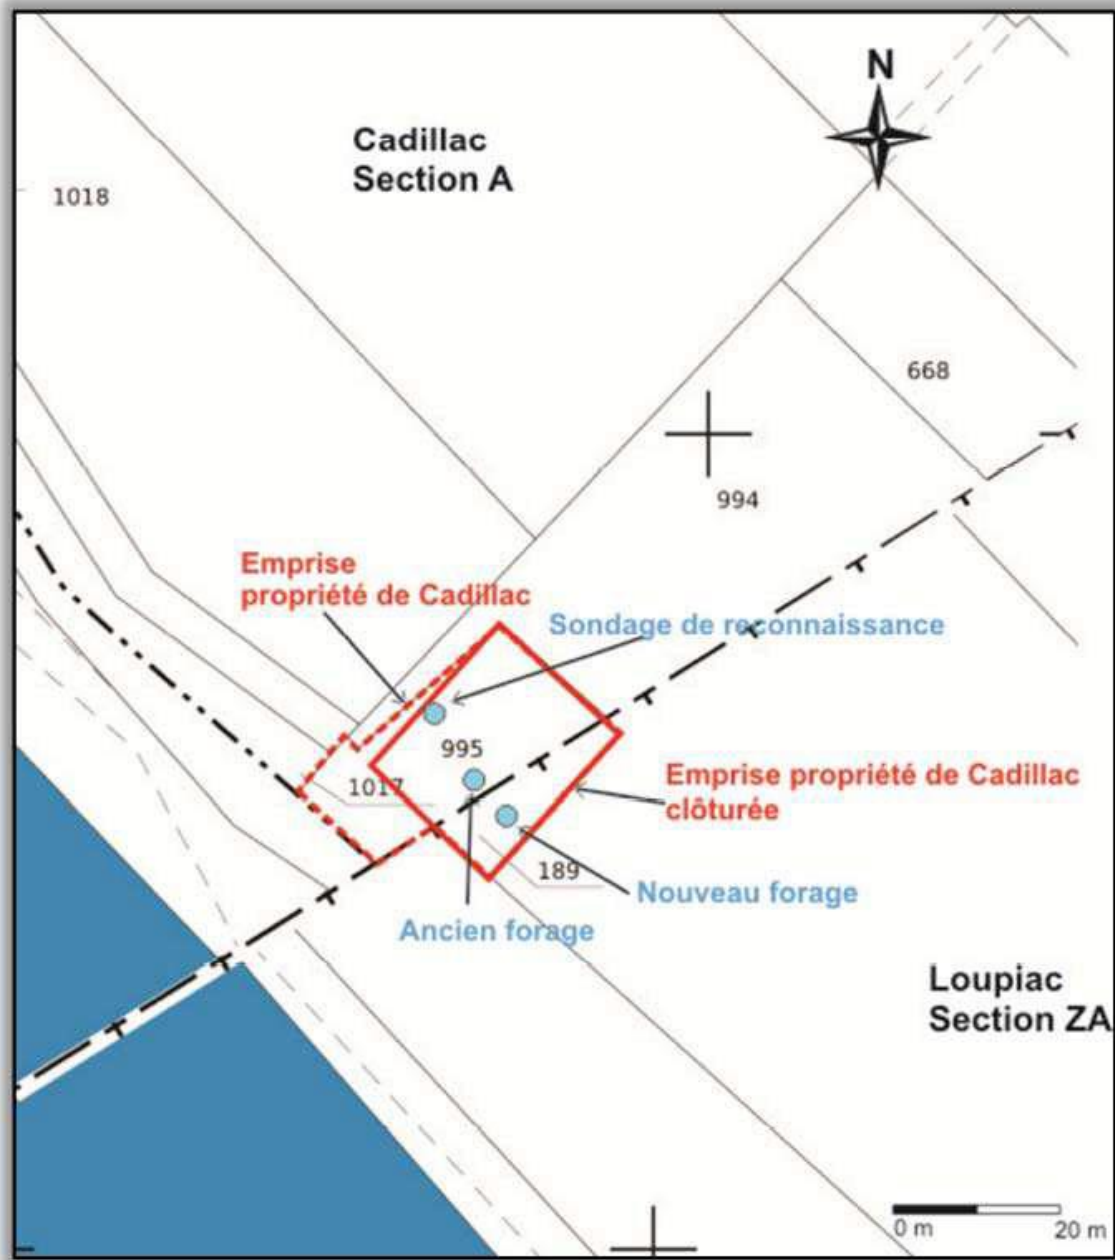 N
Cadillac
Section A
1018
668
994
Emprise
propriété de Cadillac
Sondage de reconnaissance
995
1017
Emprise propriété de Cadillac
clôturée
189
Nouveau forage
Ancien forage
Loupiac
Section ZA
0 m
20 m